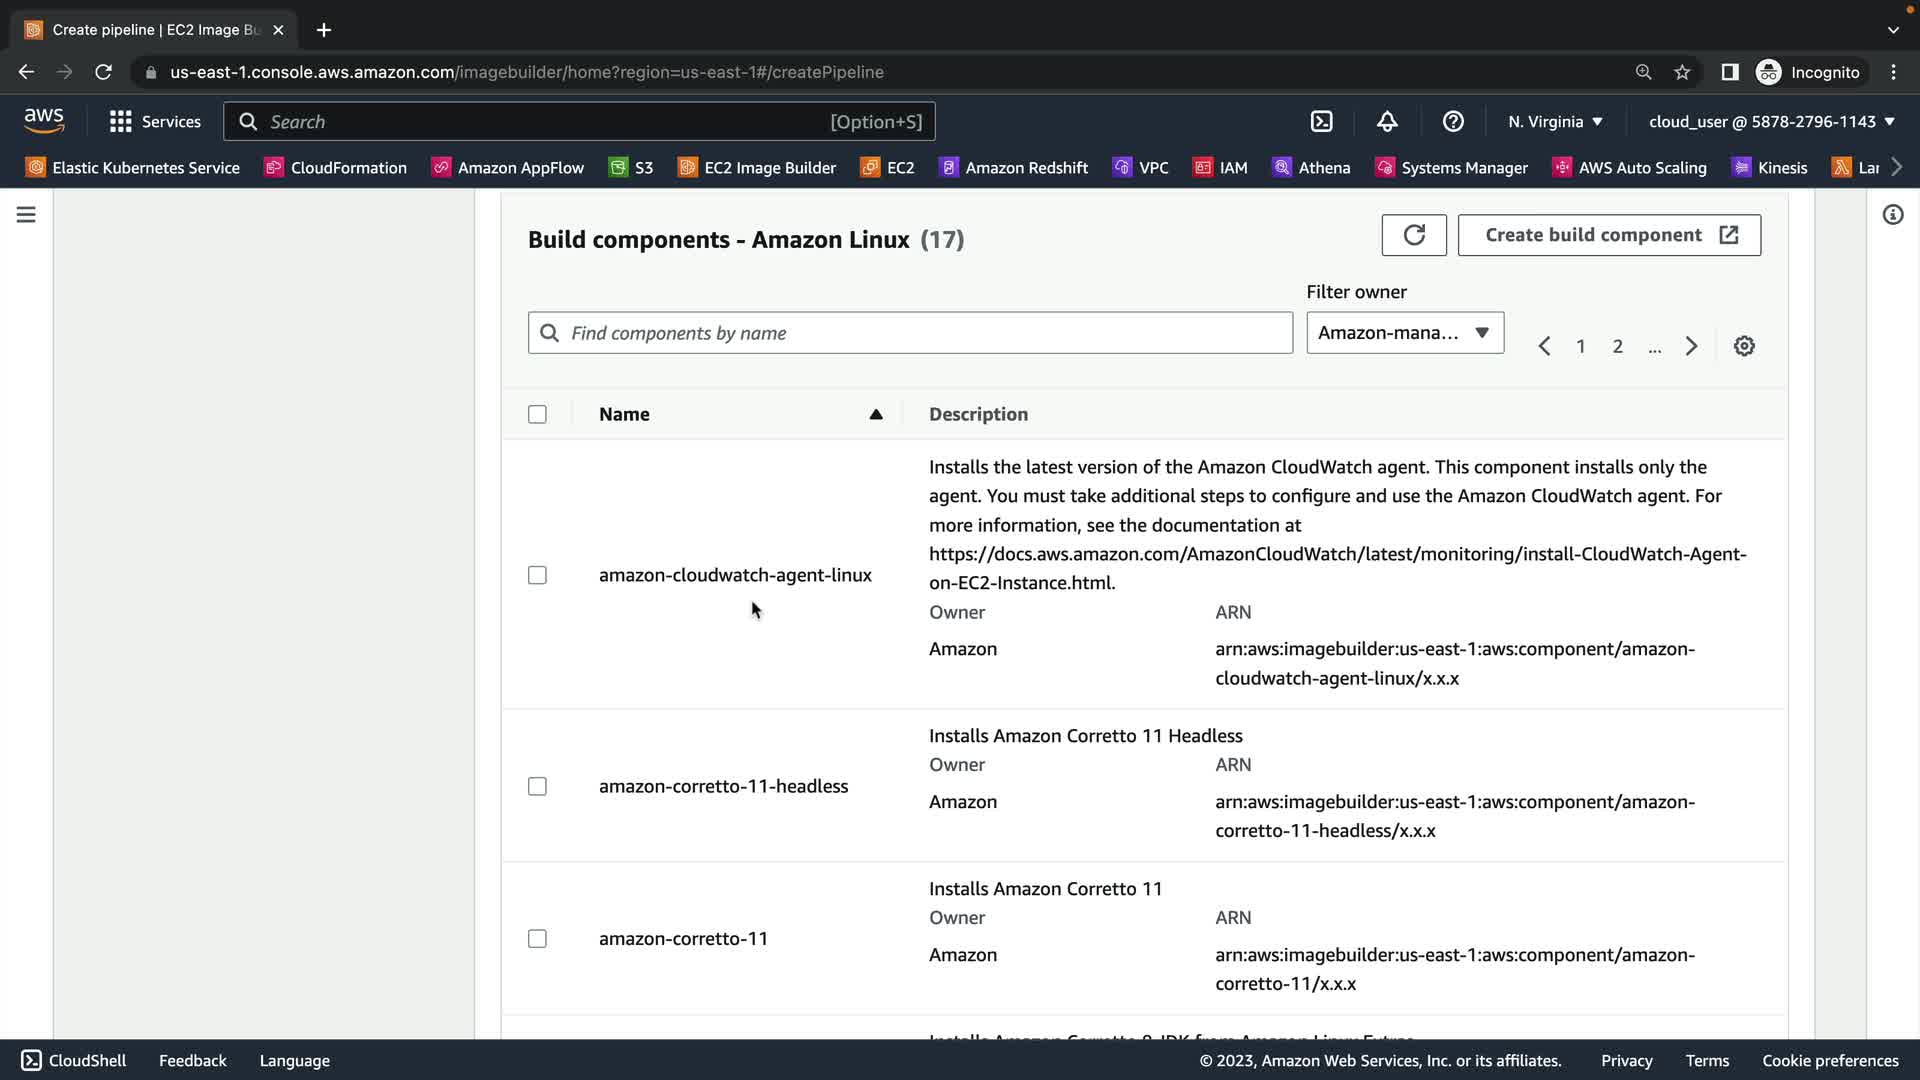 Create pipeline | EC2 Image Bu
us-east-1.console.aws.amazon.com/imagebuilder/home?region=us-east-1#/createPipeline
Incognito
aws
Services
Search
[Option+S]
N. Virginia
cloud_user @ 5878-2796-1143
Elastic Kubernetes Service
CloudFormation
Amazon AppFlow
S3
EC2 Image Builder
EC2
Amazon Redshift
VPC
IAM
Athena
Systems Manager
AWS Auto Scaling
Kinesis
Lar
Build components - Amazon Linux (17)
Create build component
Filter owner
Find components by name
Amazon-mana...
1
2
...
Name
Description
amazon-cloudwatch-agent-linux
Installs the latest version of the Amazon CloudWatch agent. This component installs only the
agent. You must take additional steps to configure and use the Amazon CloudWatch agent. For
more information, see the documentation at
https://docs.aws.amazon.com/AmazonCloudWatch/latest/monitoring/install-CloudWatch-Agent-
on-EC2-Instance.html.
Owner
ARN
Amazon
arn:aws:imagebuilder:us-east-1:aws:component/amazon-
cloudwatch-agent-linux/x.x.x
amazon-corretto-11-headless
Installs Amazon Corretto 11 Headless
Owner
ARN
Amazon
arn:aws:imagebuilder:us-east-1:aws:component/amazon-
corretto-11-headless/x.x.x
amazon-corretto-11
Installs Amazon Corretto 11
Owner
ARN
Amazon
arn:aws:imagebuilder:us-east-1:aws:component/amazon-
corretto-11/x.x.x
CloudShell
Feedback
Language
© 2023, Amazon Web Services, Inc. or its affiliates.
Privacy
Terms
Cookie preferences